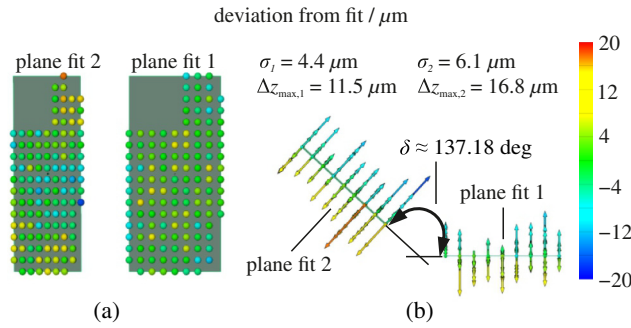 deviation from fit / μm
plane fit 2 plane fit 1
σ1 = 4.4 μm
Δzmax,1 = 11.5 μm
σ2 = 6.1 μm
Δzmax,2 = 16.8 μm
δ ≈ 137.18 deg
plane fit 1
plane fit 2
20
12
4
−4
−12
−20
(a)
(b)